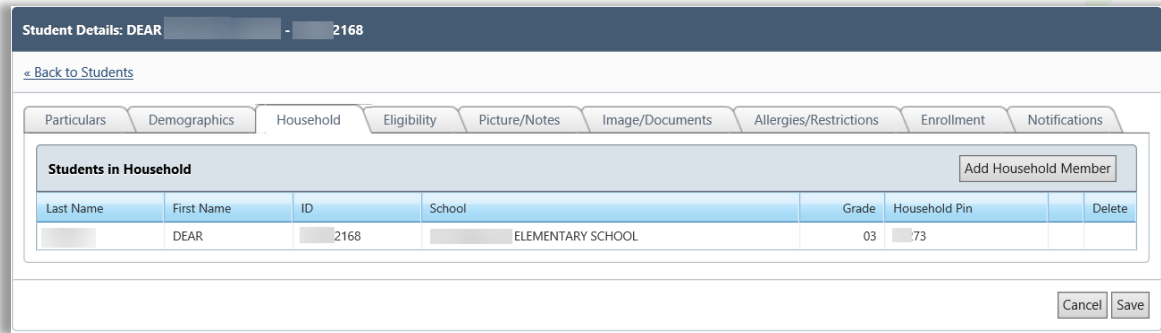 Student Details: DEAR - 2168
« Back to Students
Particulars Demographics Household Eligibility Picture/Notes Image/Documents Allergies/Restrictions Enrollment Notifications
Students in Household Add Household Member
Last Name First Name ID School Grade Household Pin Delete
DEAR 2168 ELEMENTARY SCHOOL 03 273
Cancel Save